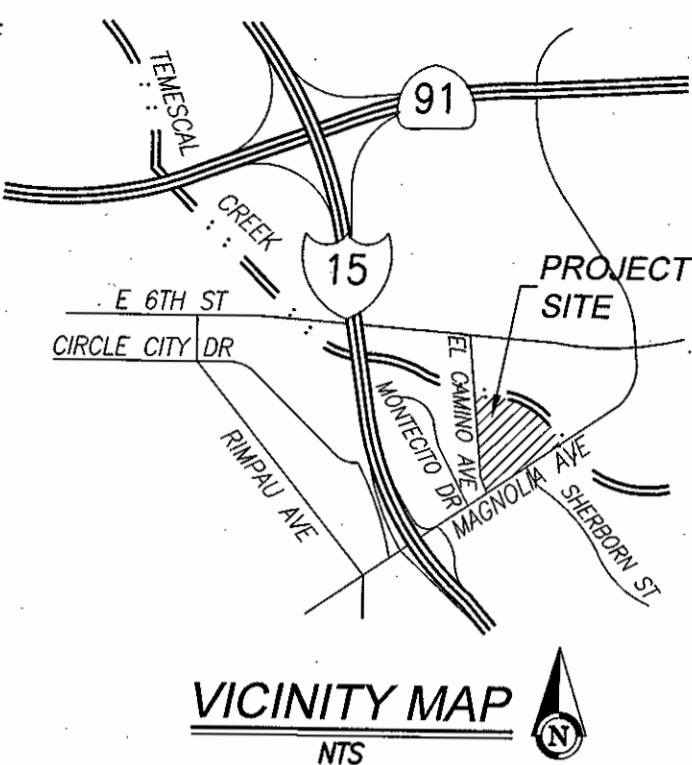 TEMESCAL
CREEK
91
15
PROJECT
SITE
E 6TH ST
CIRCLE CITY DR
RIMPAU AVE
MONTECITO DR
EL CAMINO AVE
MAGNOLIA AVE
SHERBORN ST
VICINITY MAP
NTS
N